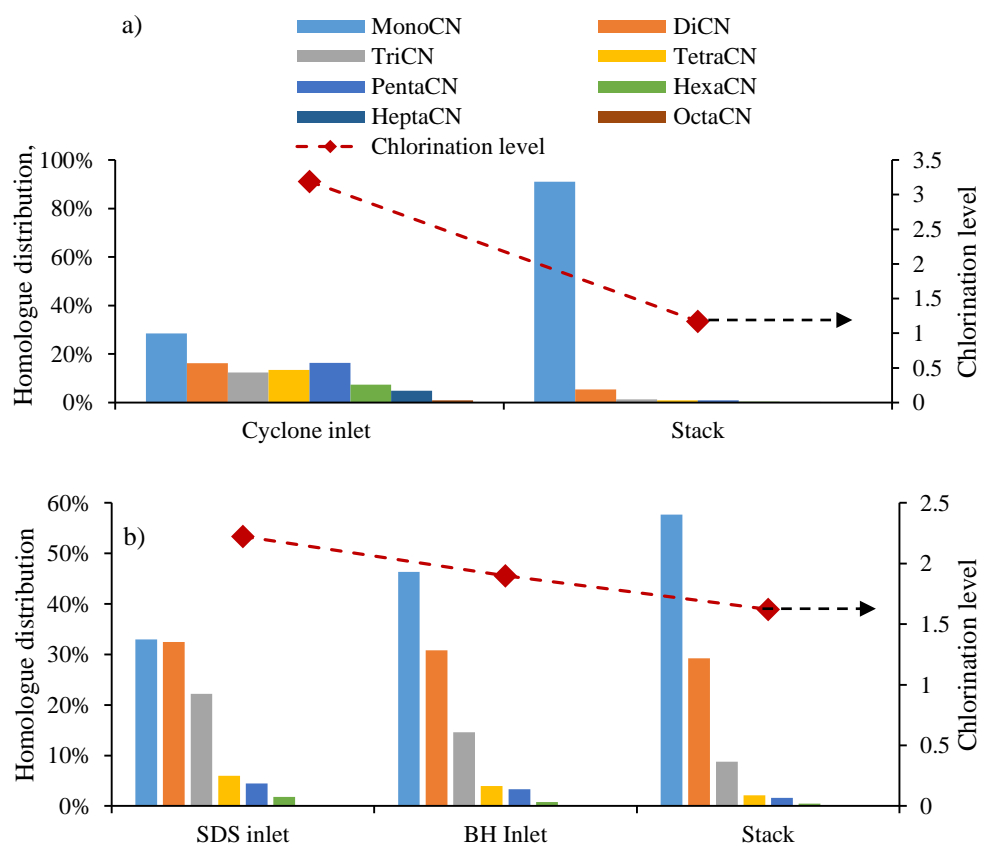 a)
MonoCN DiCN
TriCN TetraCN
PentaCN HexaCN
HeptaCN OctaCN
Chlorination level
Homologue distribution,
100%
80%
60%
40%
20%
0%
3.5
3
2.5
2
1.5
1
0.5
0
Chlorination level
Cyclone inlet Stack
b)
Homologue distribution
60%
50%
40%
30%
20%
10%
0%
2.5
2
1.5
1
0.5
0
Chlorination level
SDS inlet BH Inlet Stack